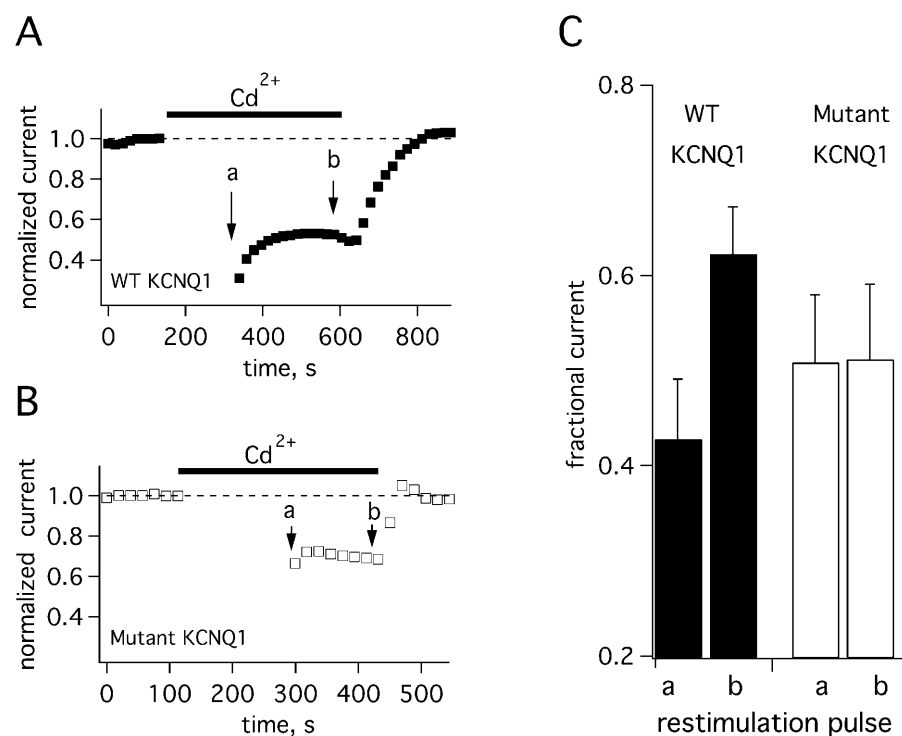 A
Cd2+
normalized current
1.0
0.8
0.6
0.4
a
b
WT KCNQ1
0 200 400 600 800
time, s
B
Cd2+
normalized current
1.0
0.8
0.6
0.4
a
b
Mutant KCNQ1
0 100 200 300 400 500
time, s
C
fractional current
0.8
0.6
0.4
0.2
WT
KCNQ1
Mutant
KCNQ1
a b a b
restimulation pulse